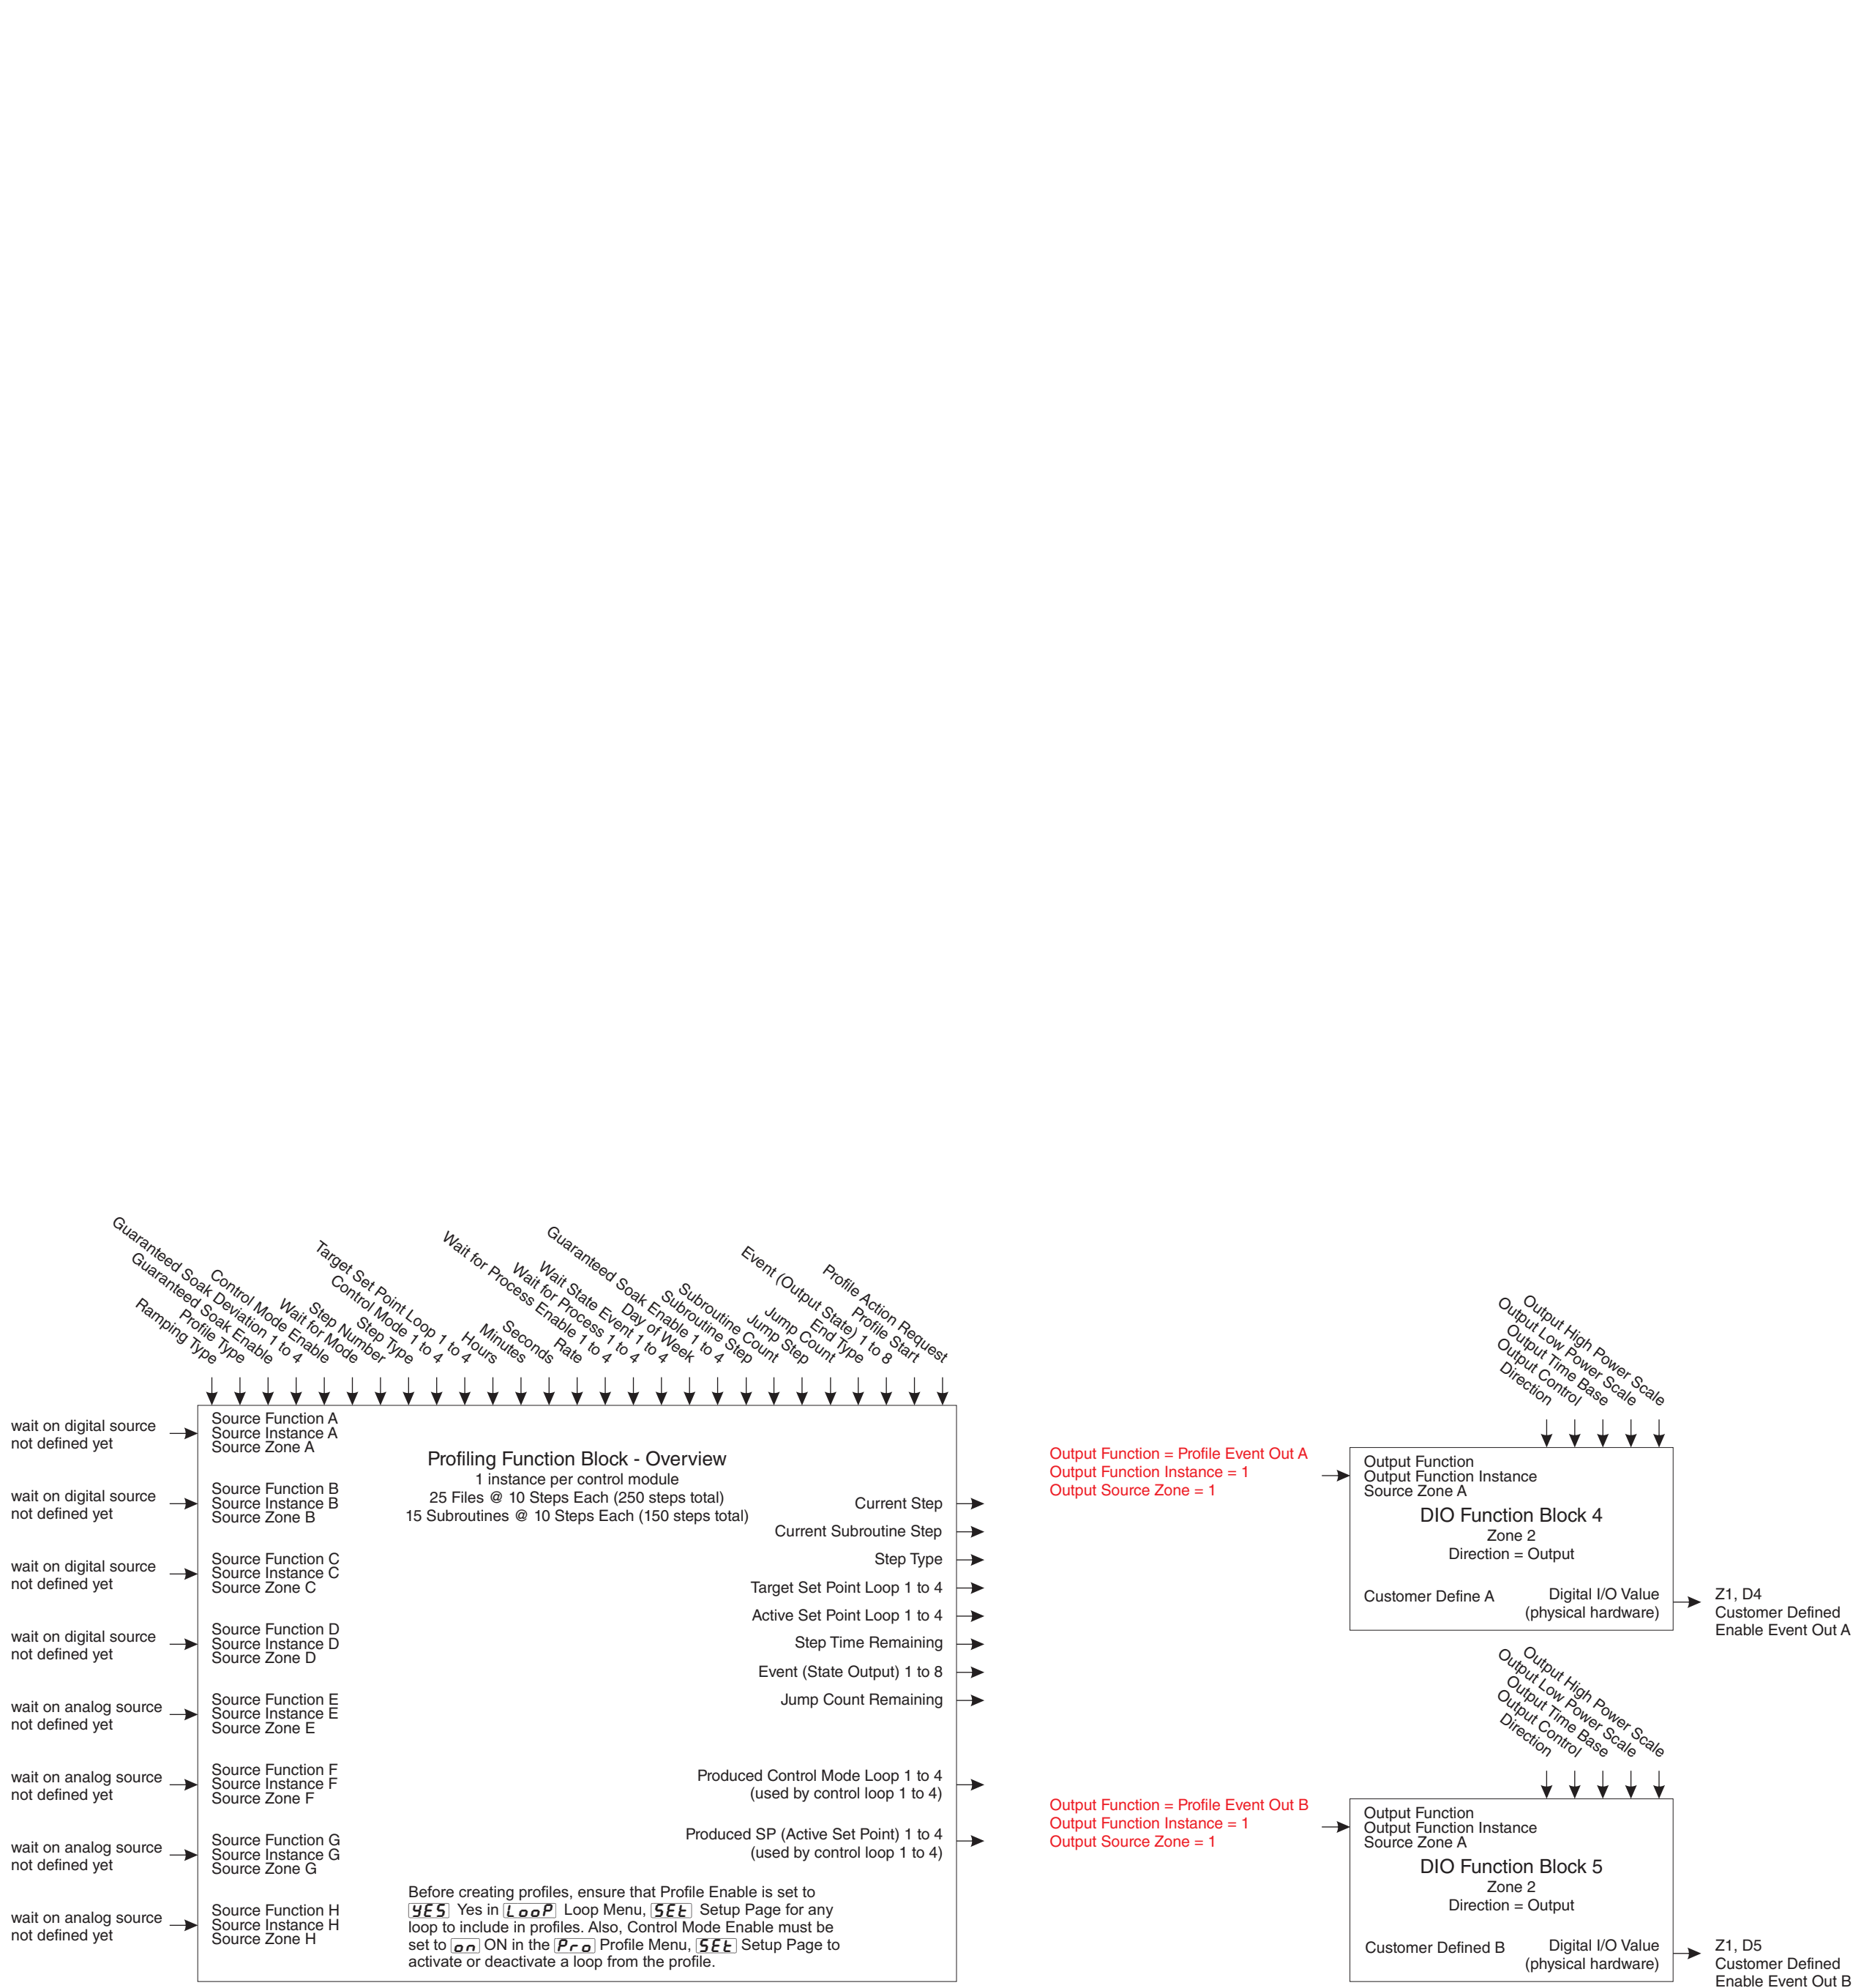 Ramping Type
Profile Type
Guaranteed Soak Enable
Guaranteed Soak Deviation 1 to 4
Control Mode Enable
Wait for Mode
Step Number
Step Type
Control Mode 1 to 4
Target Set Point Loop 1 to 4
Hours
Minutes
Seconds
Rate
Wait for Process Enable 1 to 4
Wait for Process 1 to 4
Wait State Event 1 to 4
Day of Week
Guaranteed Soak Enable 1 to 4
Subroutine Step
Subroutine Count
Jump Step
Jump Count
End Type
Event (Output State) 1 to 8
Profile Start
Profile Action Request
wait on digital source
not defined yet
Source Function A
Source Instance A
Source Zone A
wait on digital source
not defined yet
Source Function B
Source Instance B
Source Zone B
wait on digital source
not defined yet
Source Function C
Source Instance C
Source Zone C
wait on digital source
not defined yet
Source Function D
Source Instance D
Source Zone D
wait on analog source
not defined yet
Source Function E
Source Instance E
Source Zone E
wait on analog source
not defined yet
Source Function F
Source Instance F
Source Zone F
wait on analog source
not defined yet
Source Function G
Source Instance G
Source Zone G
wait on analog source
not defined yet
Source Function H
Source Instance H
Source Zone H
Profiling Function Block - Overview
1 instance per control module
25 Files @ 10 Steps Each (250 steps total)
15 Subroutines @ 10 Steps Each (150 steps total)
Current Step
Current Subroutine Step
Step Type
Target Set Point Loop 1 to 4
Active Set Point Loop 1 to 4
Step Time Remaining
Event (State Output) 1 to 8
Jump Count Remaining
Produced Control Mode Loop 1 to 4
(used by control loop 1 to 4)
Produced SP (Active Set Point) 1 to 4
(used by control loop 1 to 4)
Before creating profiles, ensure that Profile Enable is set to
YES Yes in LooP Loop Menu, SEt Setup Page for any
loop to include in profiles. Also, Control Mode Enable must be
set to on ON in the Pro Profile Menu, SEt Setup Page to
activate or deactivate a loop from the profile.
Output Function = Profile Event Out A
Output Function Instance = 1
Output Source Zone = 1
Direction
Output Control
Output Time Base
Output Low Power Scale
Output High Power Scale
Output Function
Output Function Instance
Source Zone A
DIO Function Block 4
Zone 2
Direction = Output
Customer Define A
Digital I/O Value
(physical hardware)
Z1, D4
Customer Defined
Enable Event Out A
Output Function = Profile Event Out B
Output Function Instance = 1
Output Source Zone = 1
Direction
Output Control
Output Time Base
Output Low Power Scale
Output High Power Scale
Output Function
Output Function Instance
Source Zone A
DIO Function Block 5
Zone 2
Direction = Output
Customer Defined B
Digital I/O Value
(physical hardware)
Z1, D5
Customer Defined
Enable Event Out B